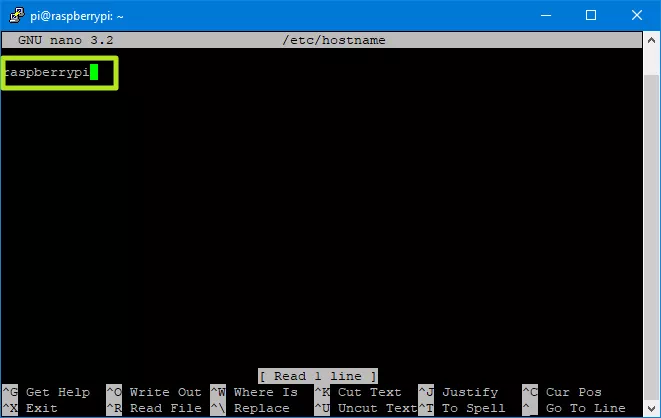 pi@raspberrypi: ~
GNU nano 3.2 /etc/hostname
raspberrypi
[ Read 1 line ]
^G Get Help ^O Write Out ^W Where Is ^K Cut Text ^J Justify ^C Cur Pos
^X Exit ^R Read File ^\ Replace ^U Uncut Text ^T To Spell ^_ Go To Line